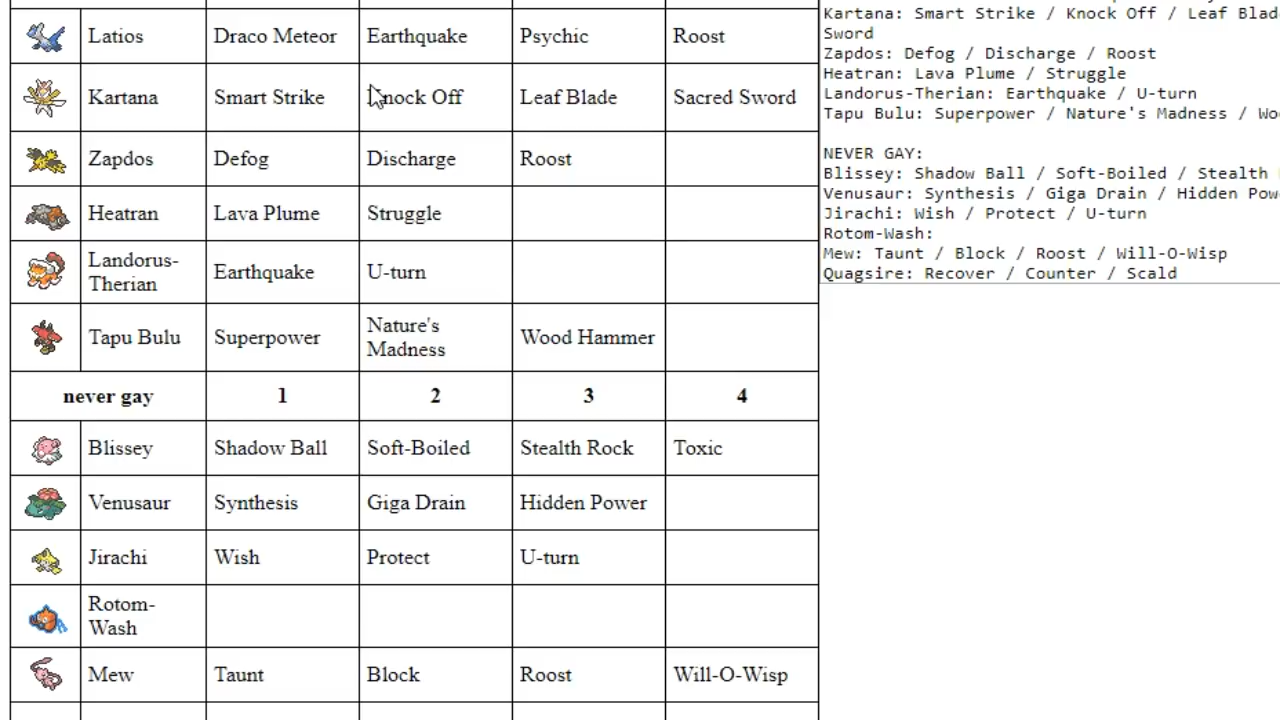 Latios Draco Meteor Earthquake Psychic Roost
Kartana Smart Strike Knock Off Leaf Blade Sacred Sword
Zapdos Defog Discharge Roost
Heatran Lava Plume Struggle
Landorus-
Therian Earthquake U-turn
Tapu Bulu Superpower Nature's
Madness Wood Hammer
never gay 1 2 3 4
Blissey Shadow Ball Soft-Boiled Stealth Rock Toxic
Venusaur Synthesis Giga Drain Hidden Power
Jirachi Wish Protect U-turn
Rotom-
Wash
Mew Taunt Block Roost Will-O-Wisp
Kartana: Smart Strike / Knock Off / Leaf Blad
Sword
Zapdos: Defog / Discharge / Roost
Heatran: Lava Plume / Struggle
Landorus-Therian: Earthquake / U-turn
Tapu Bulu: Superpower / Nature's Madness / Wo
NEVER GAY:
Blissey: Shadow Ball / Soft-Boiled / Stealth
Venusaur: Synthesis / Giga Drain / Hidden Pow
Jirachi: Wish / Protect / U-turn
Rotom-Wash:
Mew: Taunt / Block / Roost / Will-O-Wisp
Quagsire: Recover / Counter / Scald